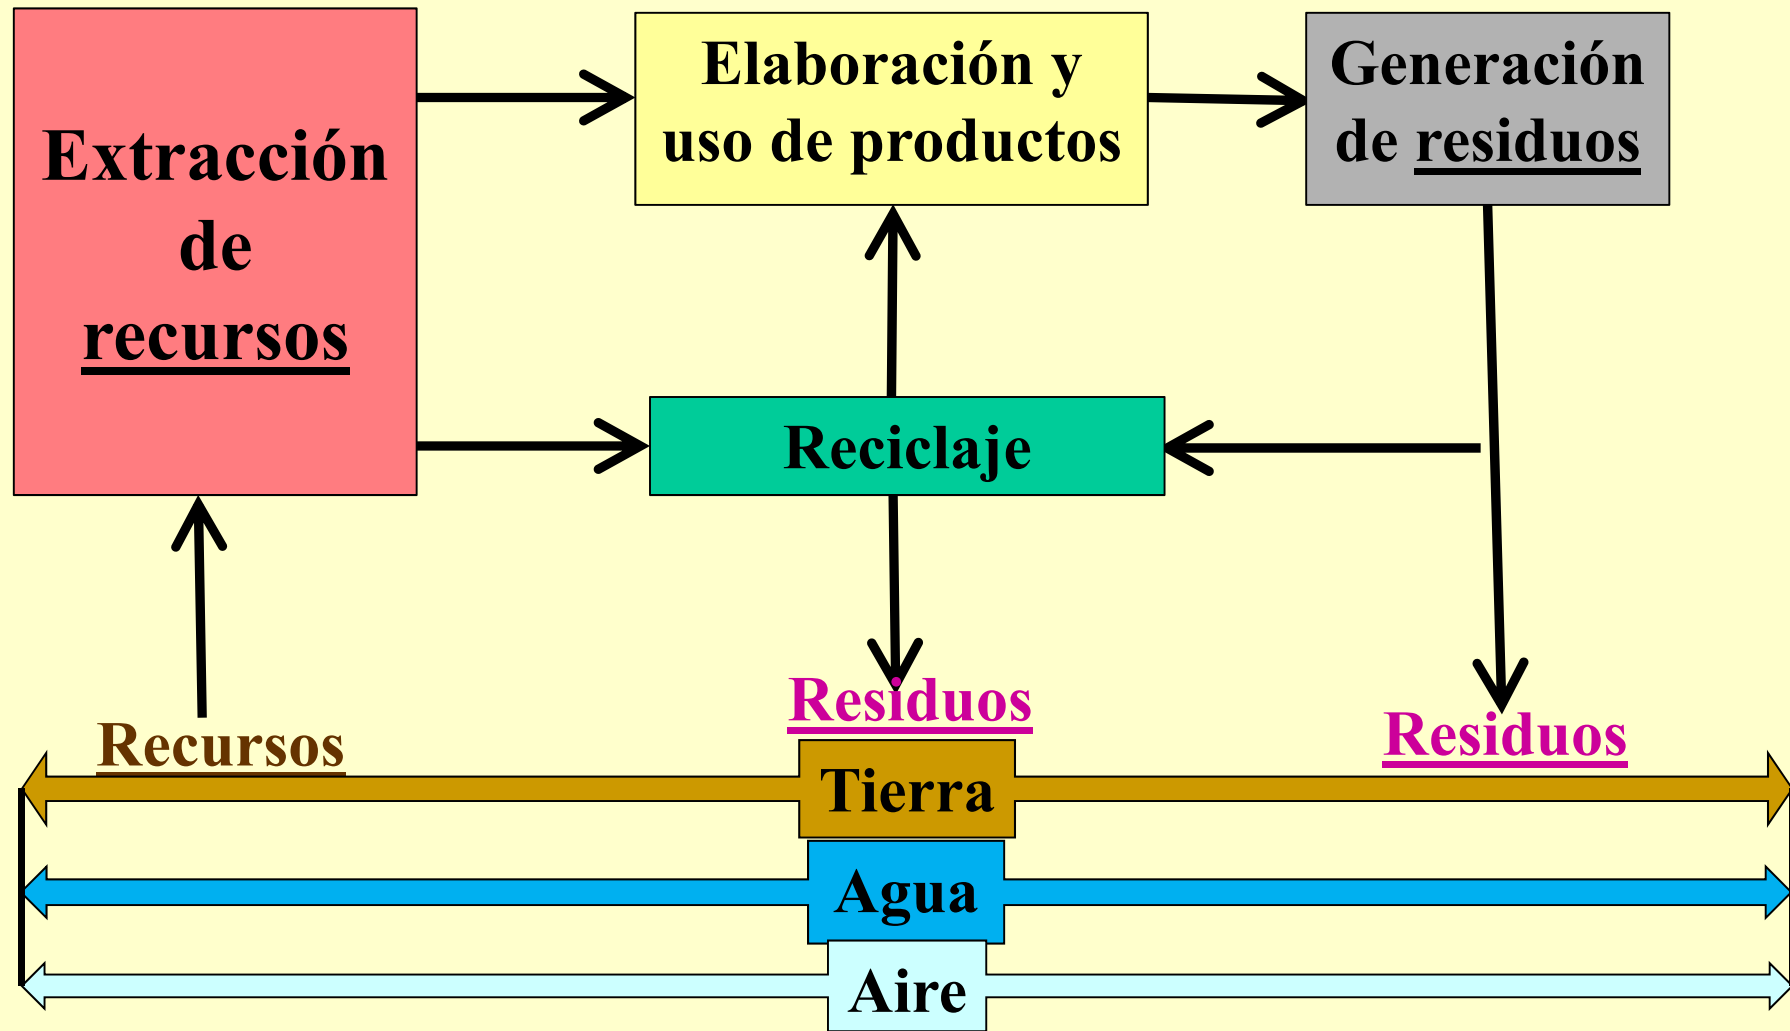 Extracción
de
recursos
Elaboración y
uso de productos
Generación
de residuos
Reciclaje
Recursos
Residuos
Residuos
Tierra
Agua
Aire